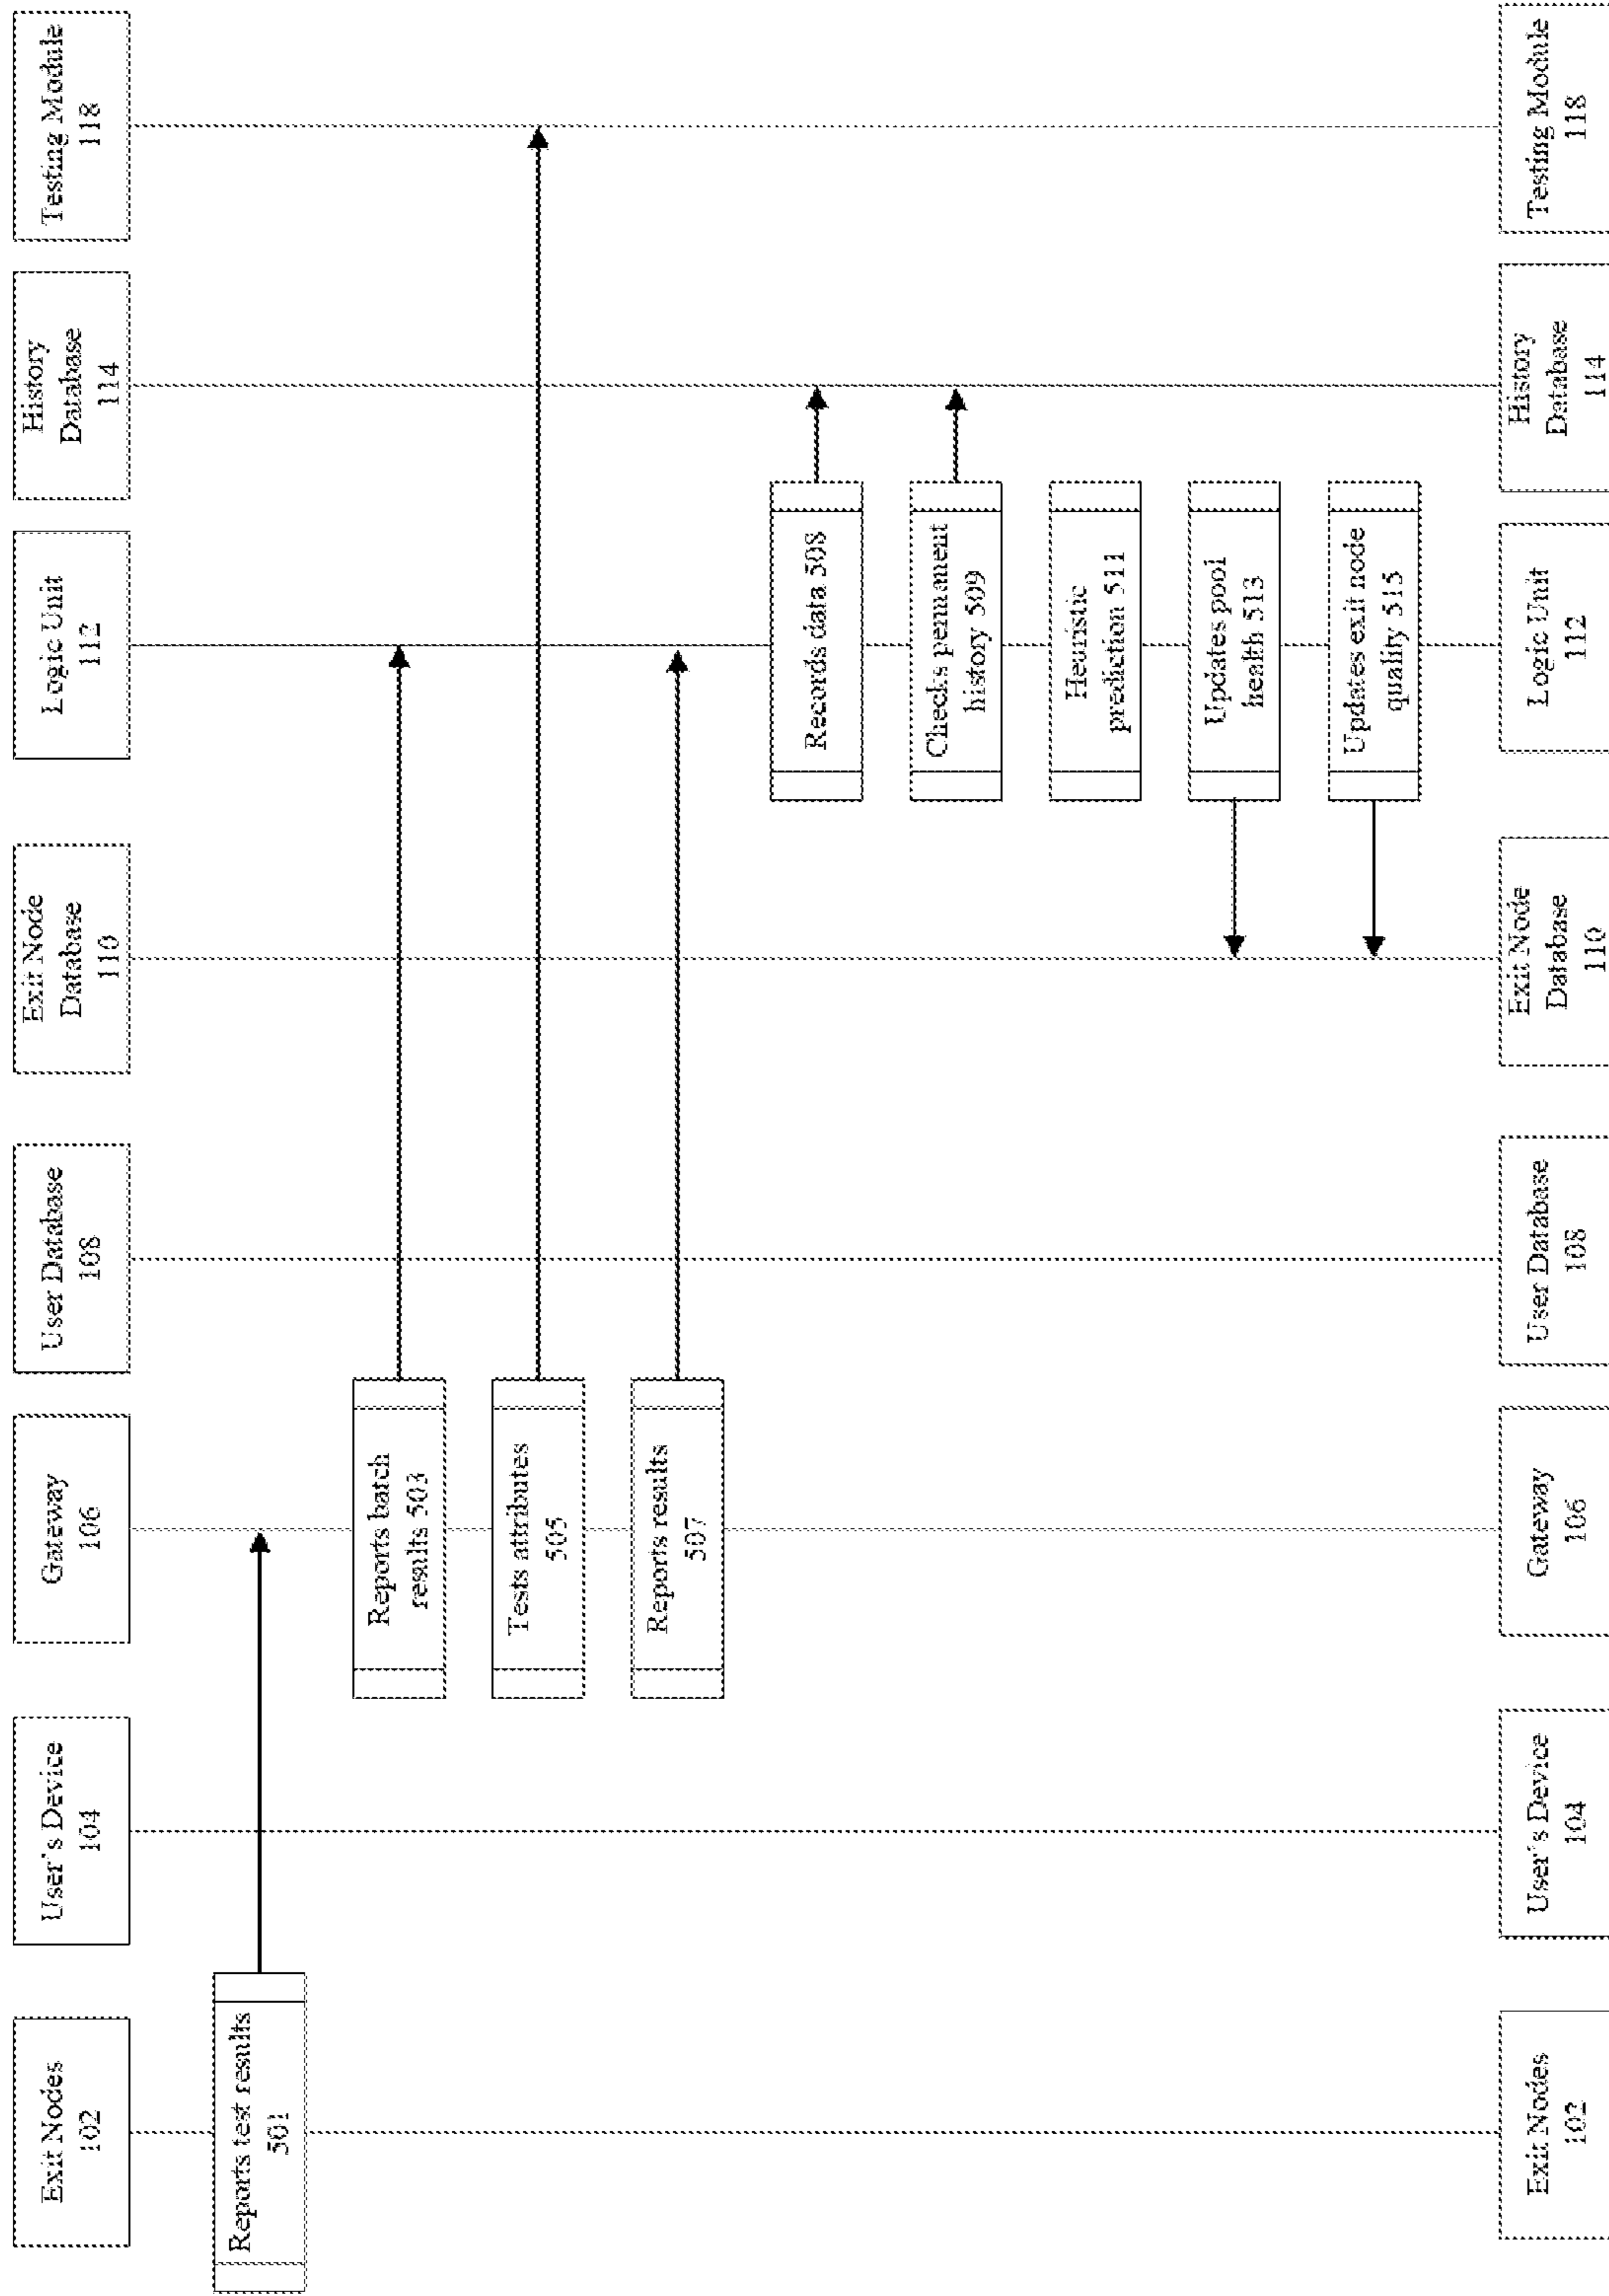 Exit Nodes
102
User's Device
104
Gateway
106
User Database
108
Exit Node
Database
110
Logic Unit
112
History
Database
114
Testing Module
118
Reports test results
501
Reports batch
results 503
Tests attributes
505
Reports results
507
Records data 508
Checks permanent
history 509
Heuristic
prediction 511
Updates pool
health 513
Updates exit node
quality 515
Exit Nodes
102
User's Device
104
Gateway
106
User Database
108
Exit Node
Database
110
Logic Unit
112
History
Database
114
Testing Module
118